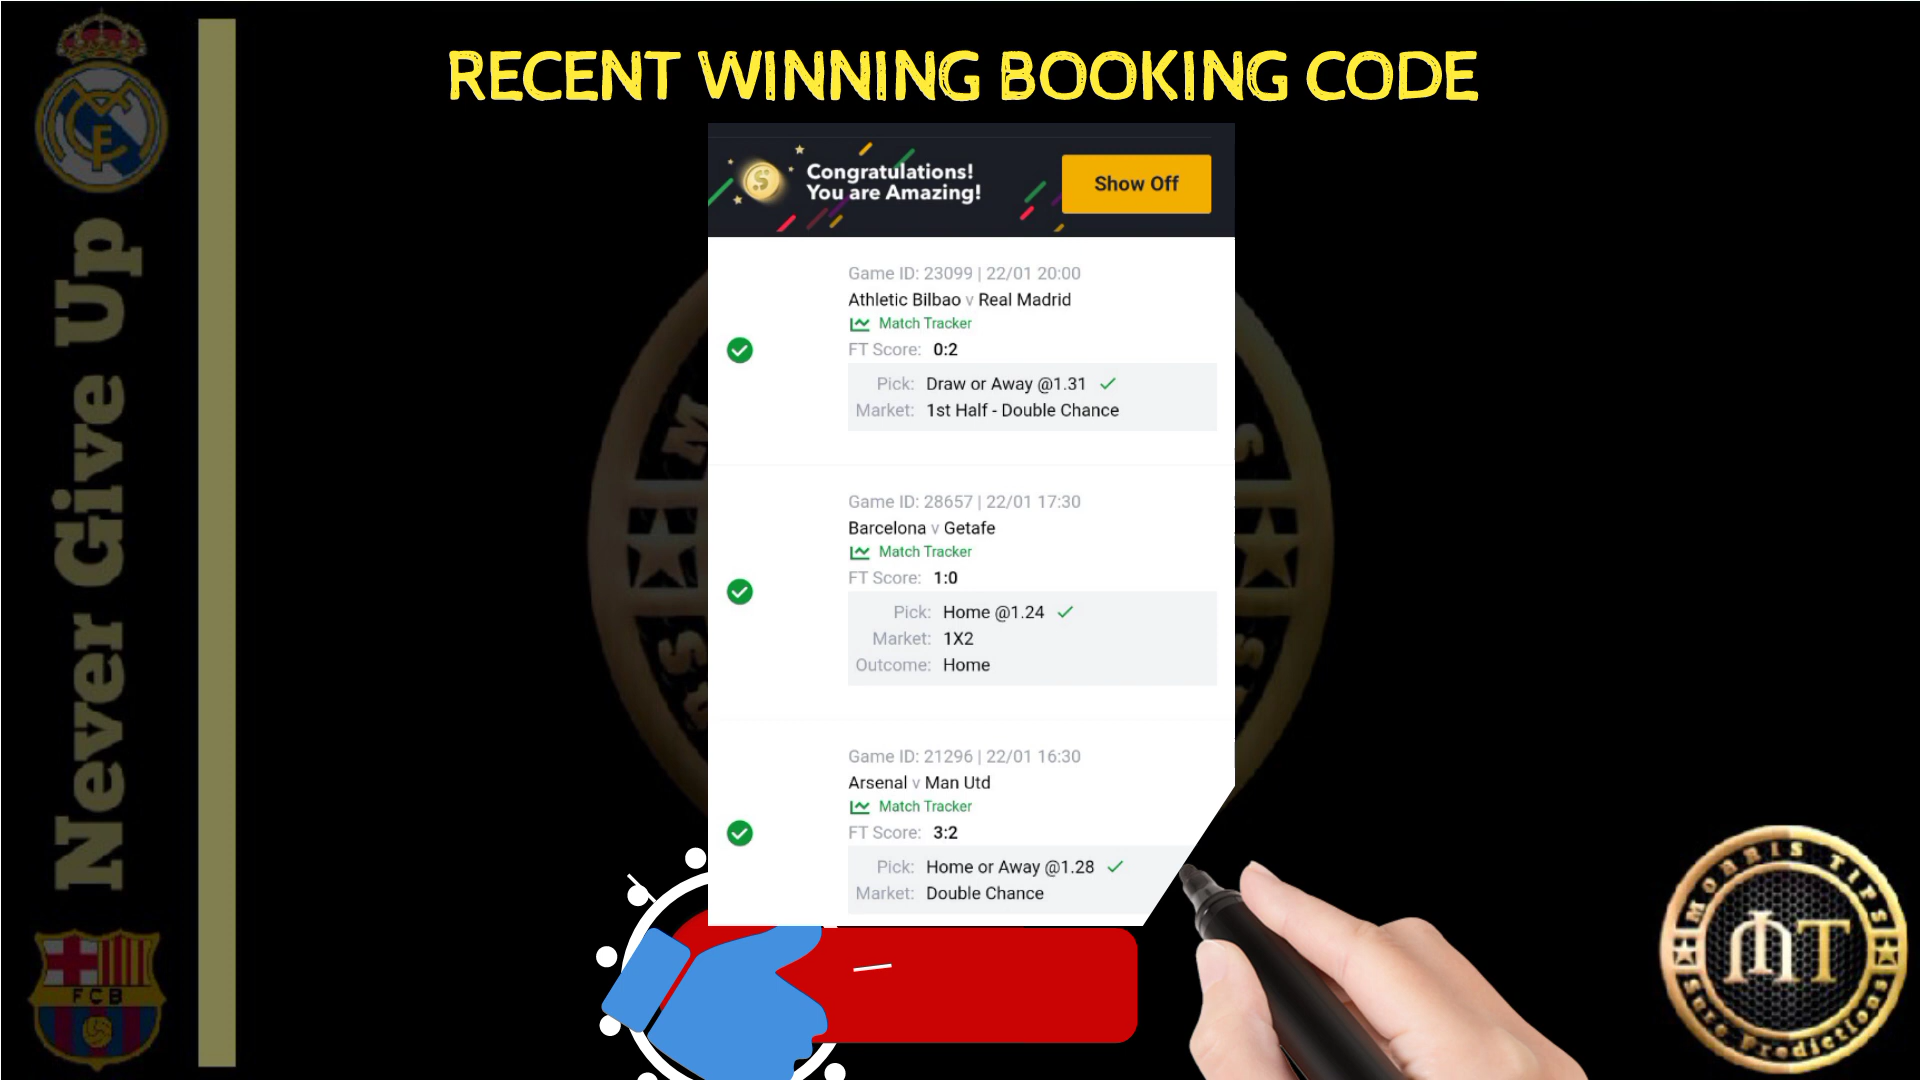 RECENT WINNING BOOKING CODE
Never Give Up
FCB
Congratulations!
You are Amazing!
Show Off
Game ID: 23099 | 22/01 20:00
Athletic Bilbao v Real Madrid
Match Tracker
FT Score: 0:2
Pick: Draw or Away @1.31
Market: 1st Half - Double Chance
Game ID: 28657 | 22/01 17:30
Barcelona v Getafe
Match Tracker
FT Score: 1:0
Pick: Home @1.24
Market: 1X2
Outcome: Home
Game ID: 21296 | 22/01 16:30
Arsenal v Man Utd
Match Tracker
FT Score: 3:2
Pick: Home or Away @1.28
Market: Double Chance
MORRIS TIPS
MT
Sure Predictions